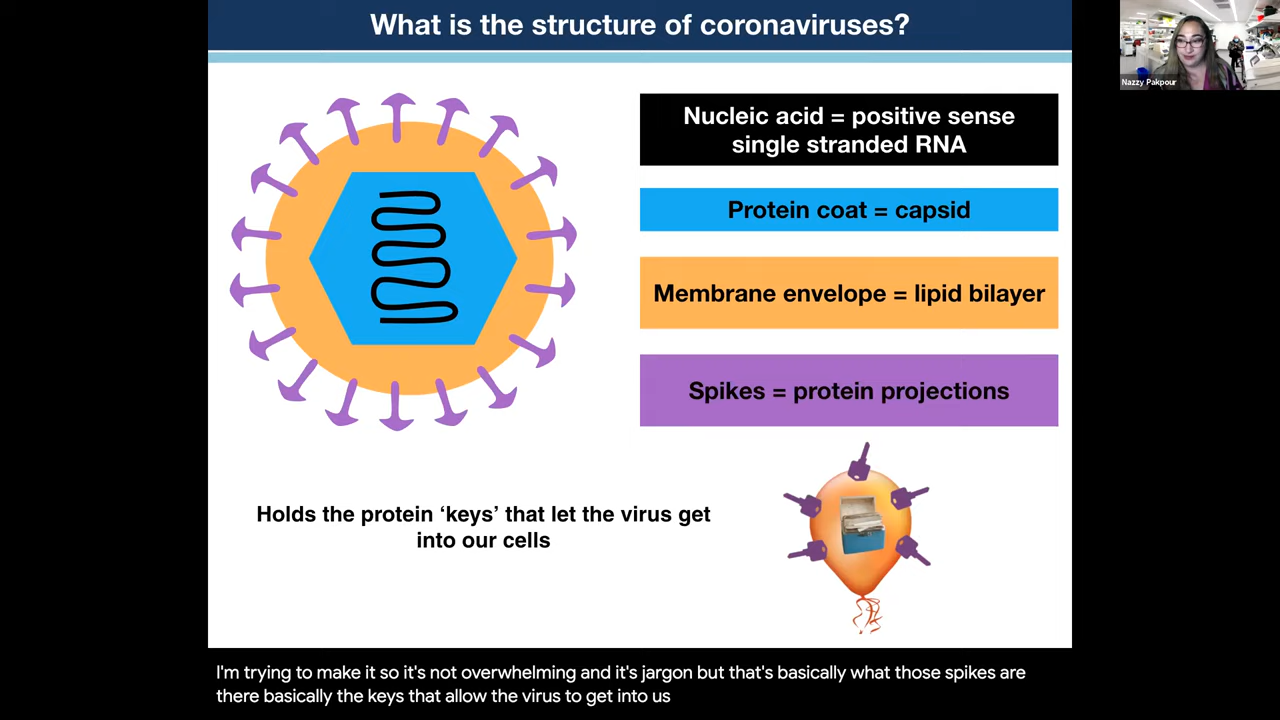 What is the structure of coronaviruses?
Nazzy Pakpour
Nucleic acid = positive sense
single stranded RNA
Protein coat = capsid
Membrane envelope = lipid bilayer
Spikes = protein projections
Holds the protein ‘keys’ that let the virus get
into our cells
I'm trying to make it so it's not overwhelming and it's jargon but that's basically what those spikes are
there basically the keys that allow the virus to get into us